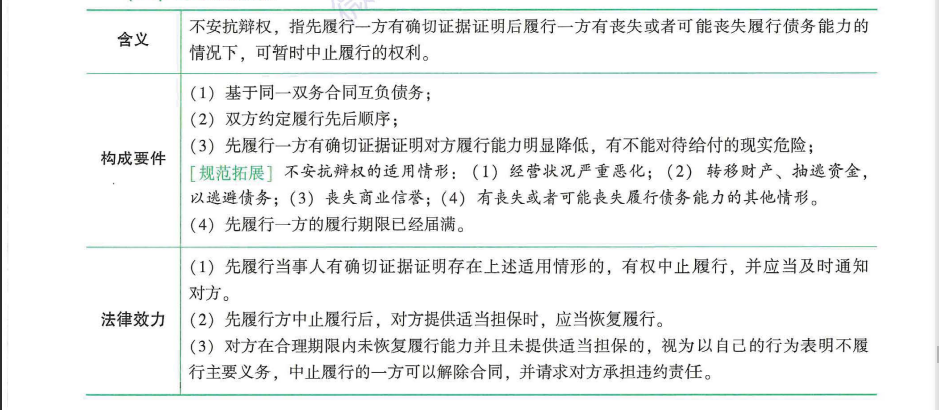 含义
不安抗辩权，指先履行一方有确切证据证明后履行一方有丧失或者可能丧失履行债务能力的
情况下，可暂时中止履行的权利。
构成要件
(1) 基于同一双务合同互负债务；
(2) 双方约定履行先后顺序；
(3) 先履行一方有确切证据证明对方履行能力明显降低，有不能对待给付的现实危险；
[规范拓展] 不安抗辩权的适用情形：(1) 经营状况严重恶化；(2) 转移财产、抽逃资金，
以逃避债务；(3) 丧失商业信誉；(4) 有丧失或者可能丧失履行债务能力的其他情形。
(4) 先履行一方的履行期限已经届满。
法律效力
(1) 先履行当事人有确切证据证明存在上述适用情形的，有权中止履行，并应当及时通知
对方。
(2) 先履行方中止履行后，对方提供适当担保时，应当恢复履行。
(3) 对方在合理期限内未恢复履行能力并且未提供适当担保的，视为以自己的行为表明不履
行主要义务，中止履行的一方可以解除合同，并请求对方承担违约责任。